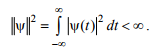 ‖ψ‖² = ∫_{-∞}^{∞} |ψ(t)|² dt < ∞ .